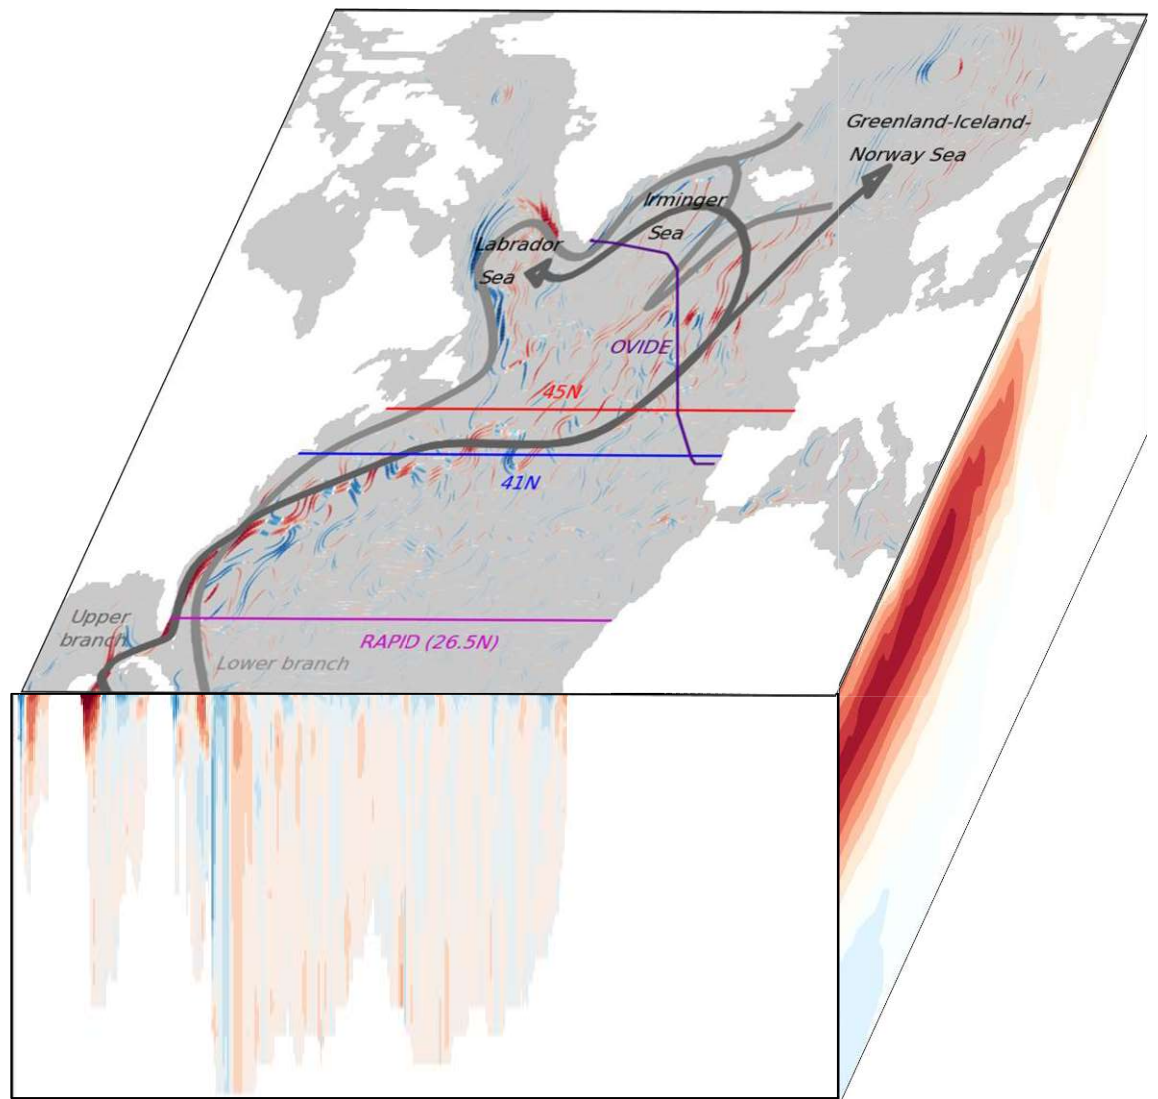 Greenland-Iceland-
Norway Sea
Irminger
Sea
Labrador
Sea
OVIDE
45N
41N
Upper
branch
RAPID (26.5N)
Lower branch